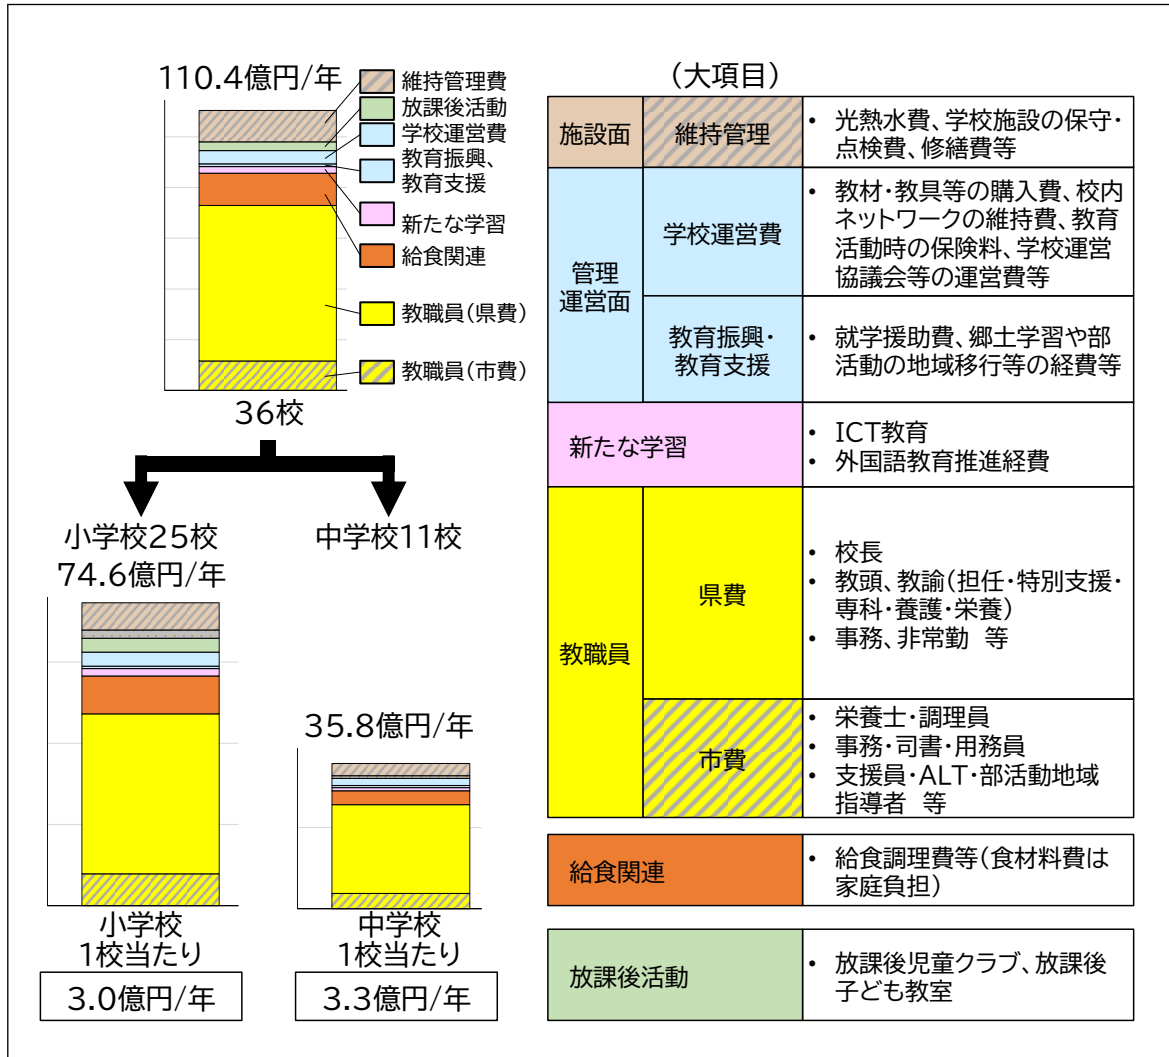 110.4億円/年
維持管理費
放課後活動
学校運営費
教育振興、
教育支援
新たな学習
給食関連
教職員(県費)
教職員(市費)
36校
小学校25校
74.6億円/年
小学校
1校当たり
3.0億円/年
中学校11校
35.8億円/年
中学校
1校当たり
3.3億円/年
(大項目)
施設面
維持管理
• 光熱水費、学校施設の保守・
点検費、修繕費等
管理
運営面
学校運営費
• 教材・教具等の購入費、校内
ネットワークの維持費、教育
活動時の保険料、学校運営
協議会等の運営費等
教育振興・
教育支援
• 就学援助費、郷土学習や部
活動の地域移行等の経費等
新たな学習
• ICT教育
• 外国語教育推進経費
教職員
県費
• 校長
• 教頭、教諭(担任・特別支援・
専科・養護・栄養)
• 事務、非常勤 等
市費
• 栄養士・調理員
• 事務・司書・用務員
• 支援員・ALT・部活動地域
指導者 等
給食関連
• 給食調理費等(食材料費は
家庭負担)
放課後活動
• 放課後児童クラブ、放課後
子ども教室